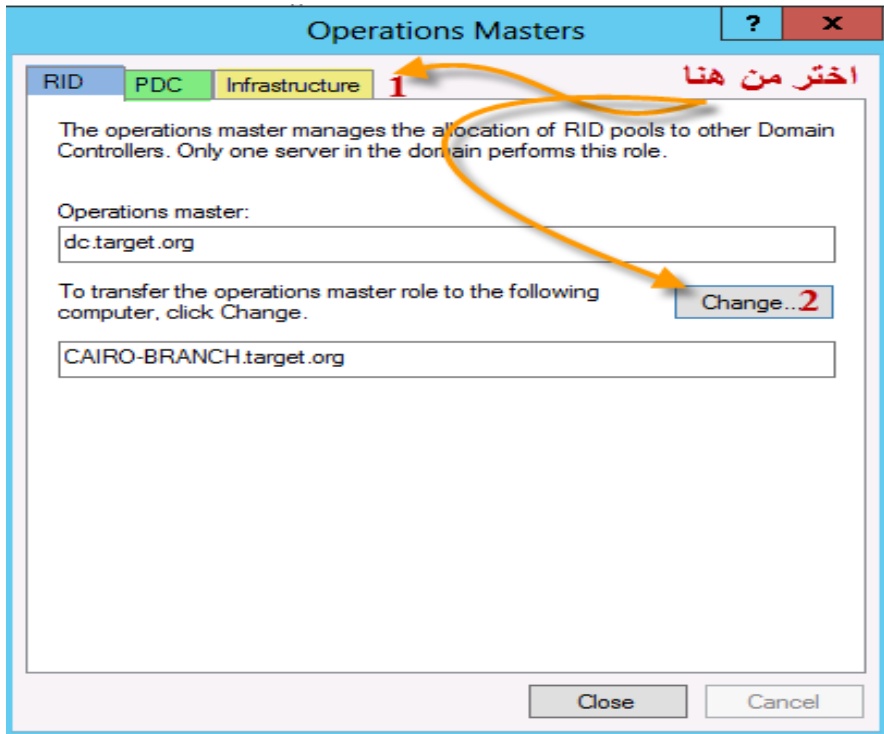 Operations Masters
?
x
اختر من هنا
RID
PDC
Infrastructure
1
The operations master manages the allocation of RID pools to other Domain
Controllers. Only one server in the domain performs this role.
Operations master:
dc.target.org
To transfer the operations master role to the following
computer, click Change.
Change...2
CAIRO-BRANCH.target.org
Close
Cancel